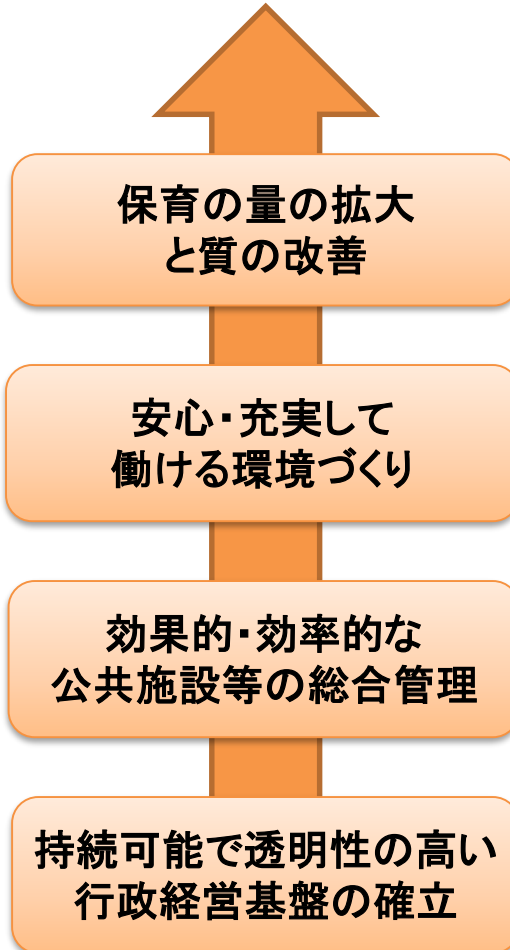 保育の量の拡大
と質の改善
安心・充実して
働ける環境づくり
効果的・効率的な
公共施設等の総合管理
持続可能で透明性の高い
行政経営基盤の確立